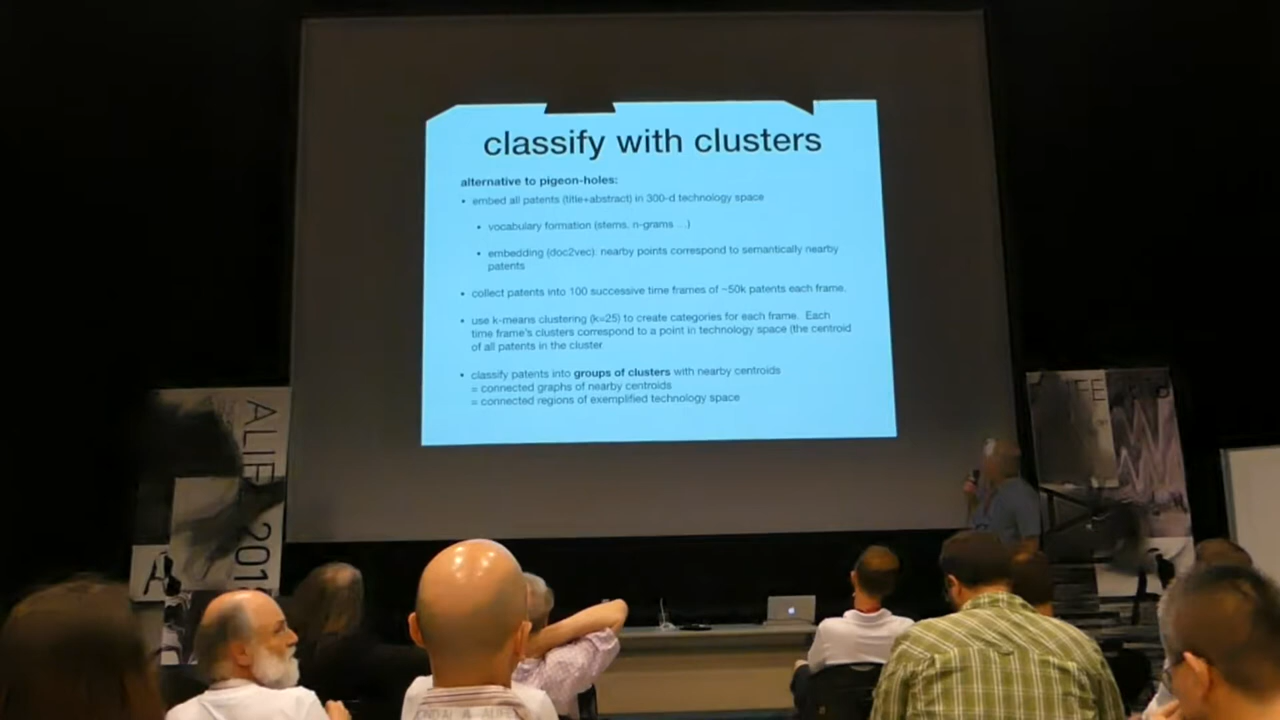 classify with clusters
alternative to pigeon-holes:
• embed all patents (title+abstract) in 300-d technology space
• vocabulary formation (stems, n-grams ...)
• embedding (doc2vec): nearby points correspond to semantically nearby
patents
• collect patents into 100 successive time frames of ~50k patents each frame.
• use k-means clustering (k=25) to create categories for each frame. Each
time frame's clusters correspond to a point in technology space (the centroid
of all patents in the cluster
• classify patents into groups of clusters with nearby centroids
= connected graphs of nearby centroids
= connected regions of exemplified technology space
ALIFE 201
A